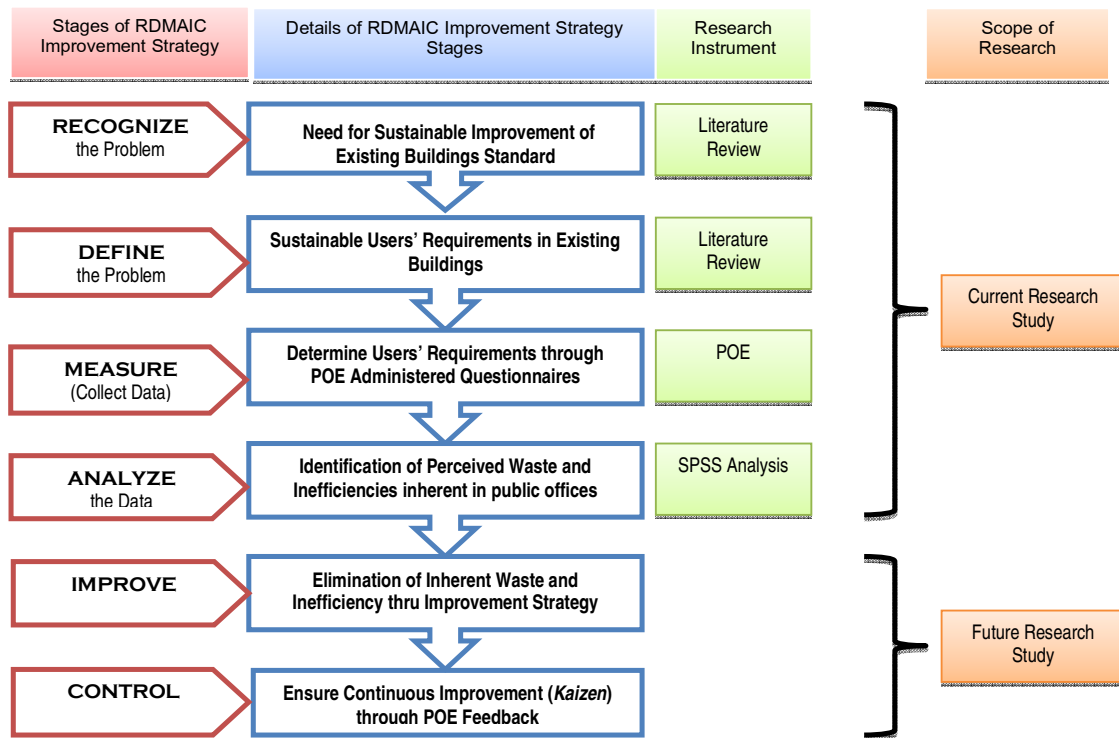 Stages of RDMAIC
Improvement Strategy
Details of RDMAIC Improvement Strategy
Stages
Research
Instrument
Scope of
Research
RECOGNIZE
the Problem
Need for Sustainable Improvement of
Existing Buildings Standard
Literature
Review
DEFINE
the Problem
Sustainable Users' Requirements in Existing
Buildings
Literature
Review
Current Research
Study
MEASURE
(Collect Data)
Determine Users' Requirements through
POE Administered Questionnaires
POE
ANALYZE
the Data
Identification of Perceived Waste and
Inefficiencies inherent in public offices
SPSS Analysis
IMPROVE
Elimination of Inherent Waste and
Inefficiency thru Improvement Strategy
Future Research
Study
CONTROL
Ensure Continuous Improvement (Kaizen)
through POE Feedback